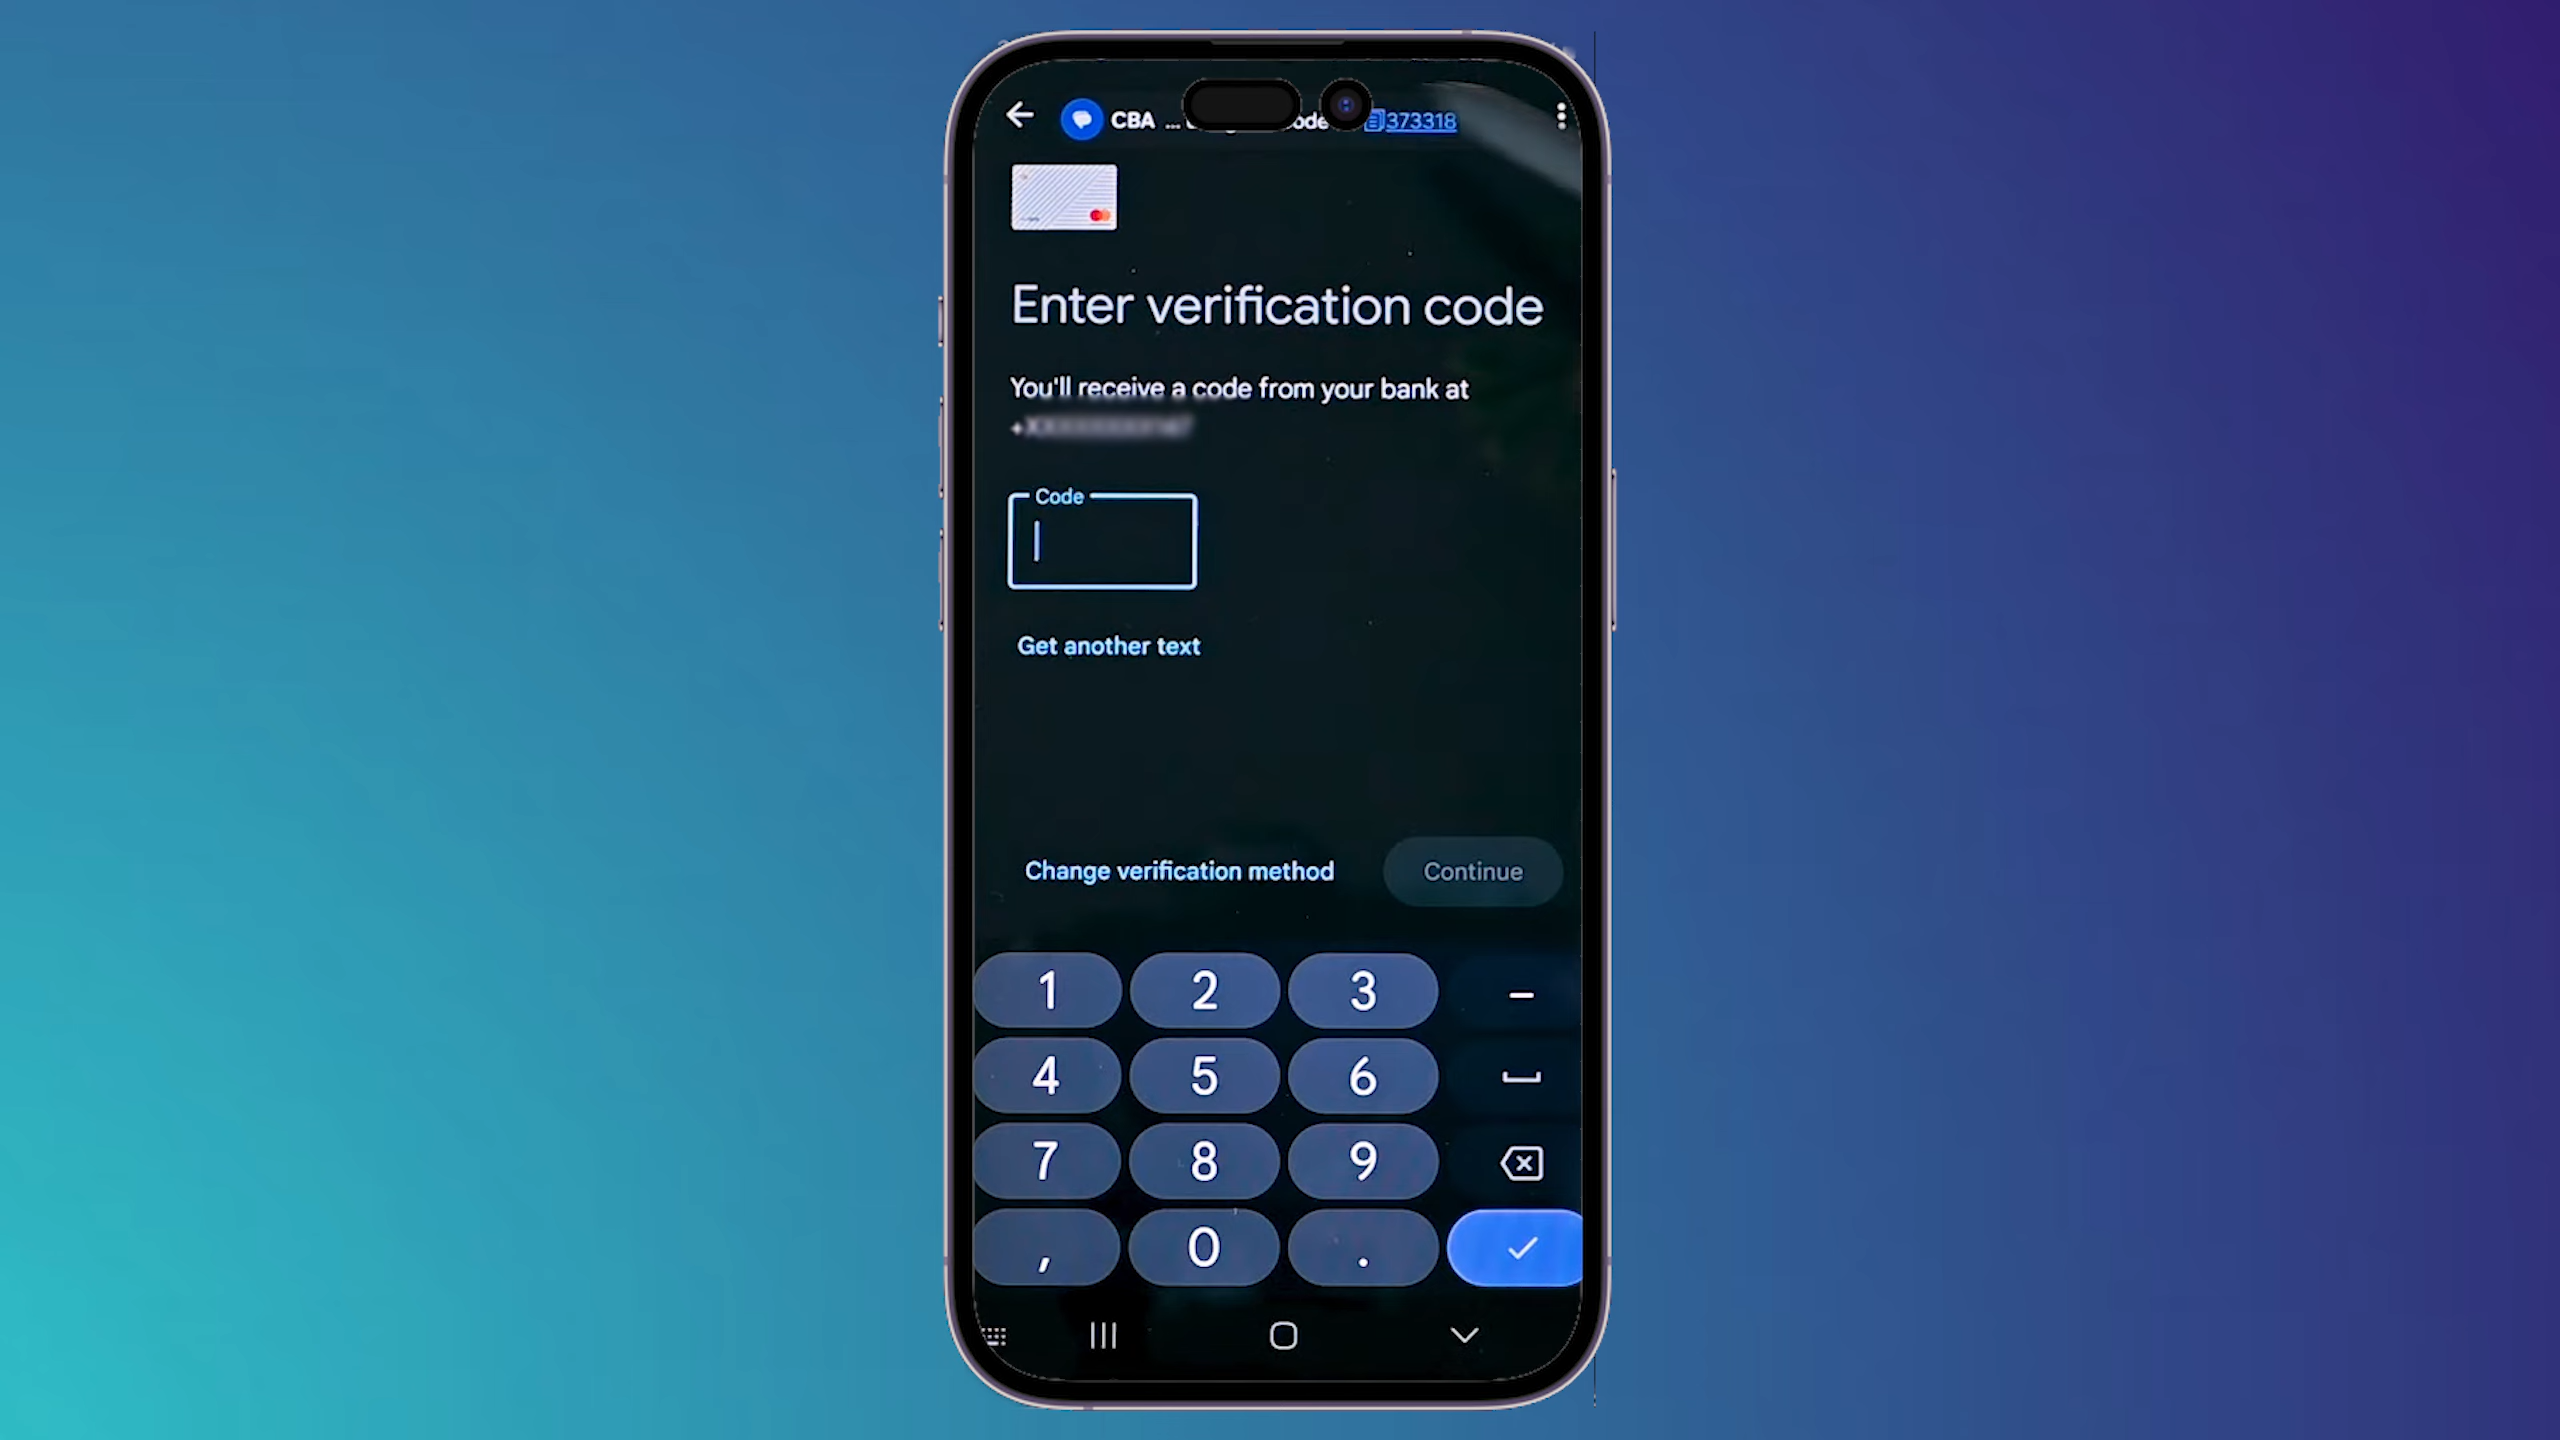 CBA ... 373318
Enter verification code
You'll receive a code from your bank at
Code
Get another text
Change verification method
Continue
1 2 3 -
4 5 6
7 8 9
, 0 .